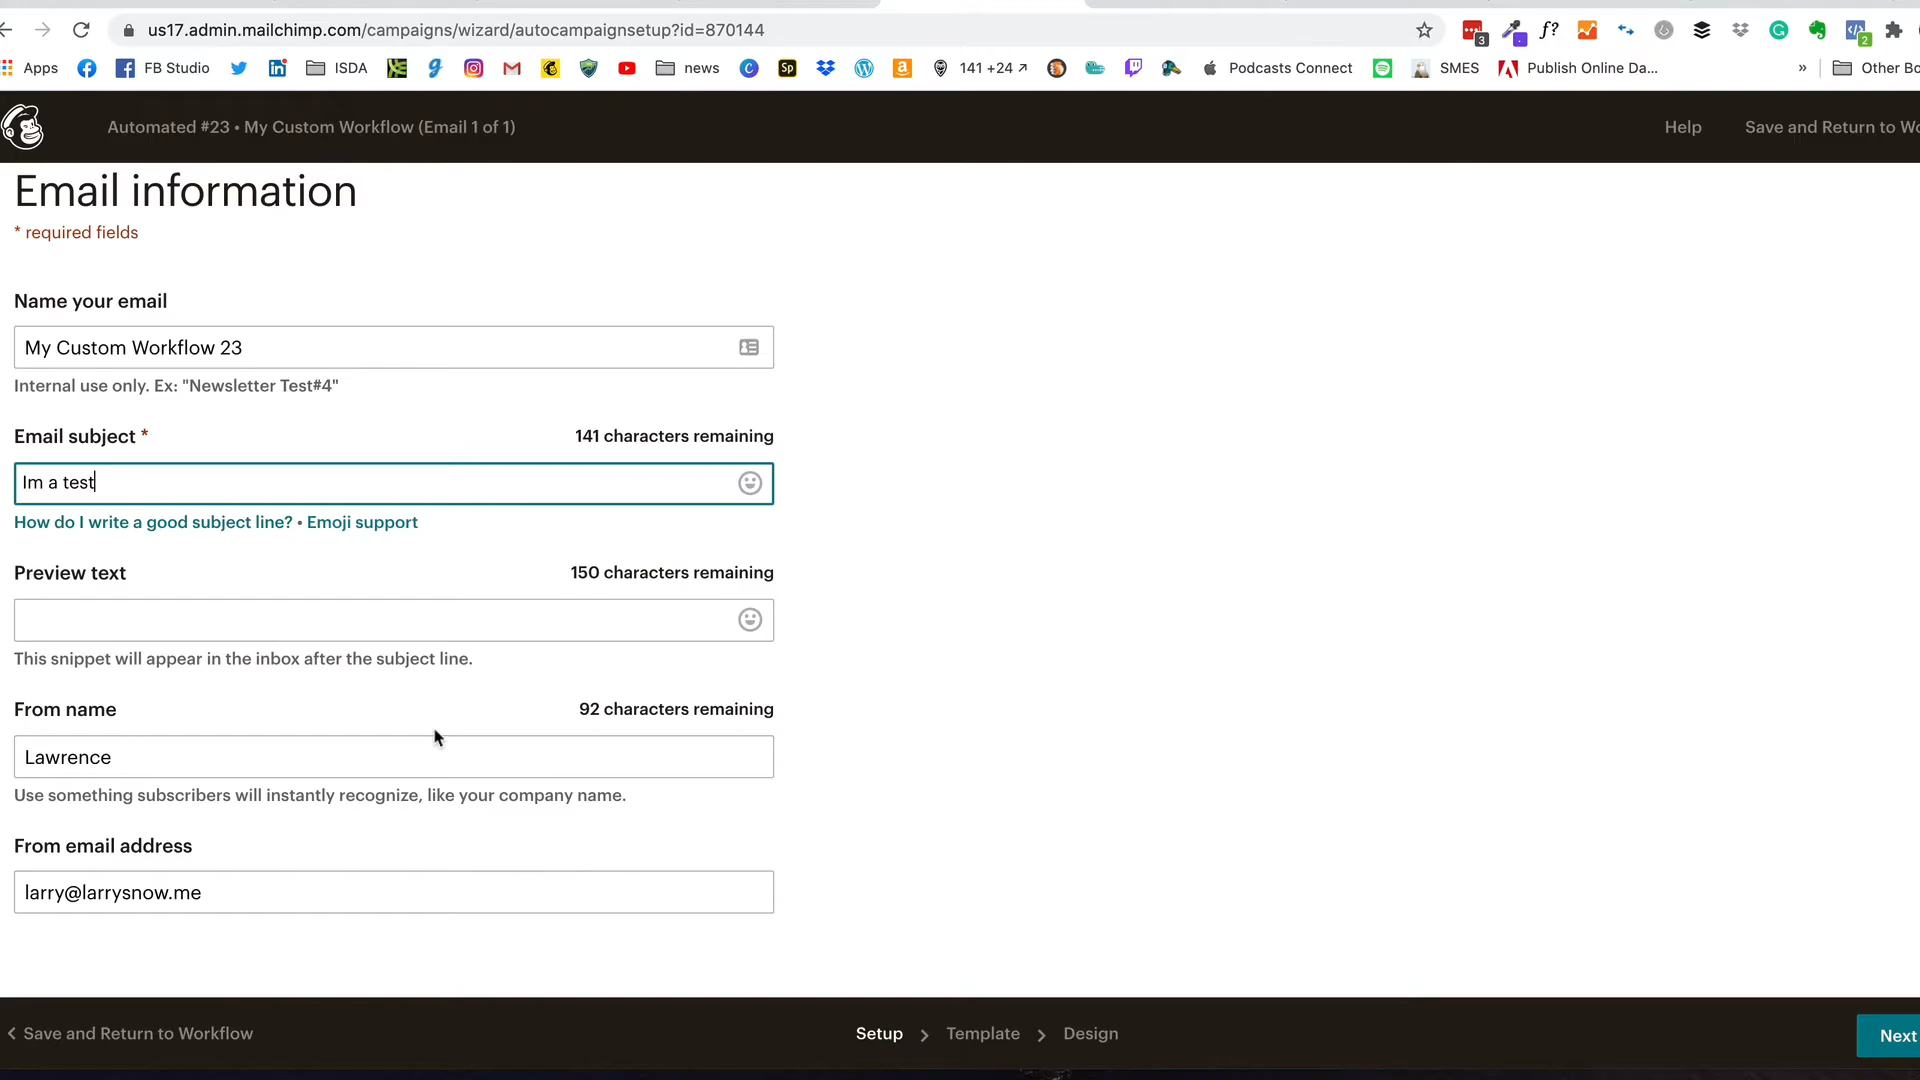 us17.admin.mailchimp.com/campaigns/wizard/autocampaignsetup?id=870144
3
f?
2
Apps
FB Studio
ISDA
Sp
news
141 +24 ↗
Podcasts Connect
SMES
Publish Online Da...
»
Other Bo
Automated #23 • My Custom Workflow (Email 1 of 1)
Help
Save and Return to Wo
Email information
* required fields
Name your email
My Custom Workflow 23
Internal use only. Ex: "Newsletter Test#4"
Email subject *
141 characters remaining
Im a test
How do I write a good subject line? • Emoji support
Preview text
150 characters remaining
This snippet will appear in the inbox after the subject line.
From name
92 characters remaining
Lawrence
Use something subscribers will instantly recognize, like your company name.
From email address
larry@larrysnow.me
Save and Return to Workflow
Setup
Template
Design
Next